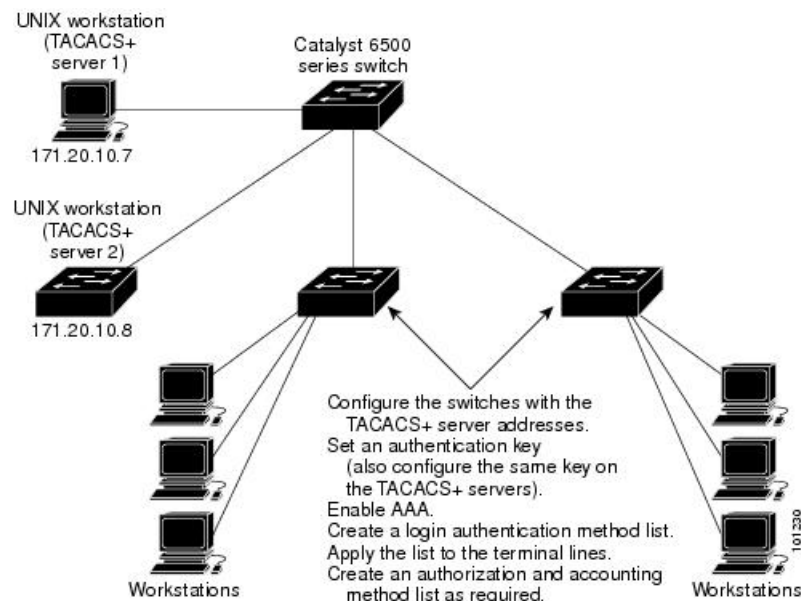 UNIX workstation
(TACACS+
server 1)
Catalyst 6500
series switch
171.20.10.7
UNIX workstation
(TACACS+
server 2)
171.20.10.8
Configure the switches with the
TACACS+ server addresses.
Set an authentication key
(also configure the same key on
the TACACS+ servers).
Enable AAA.
Create a login authentication method list.
Apply the list to the terminal lines.
Create an authorization and accounting
method list as required.
Workstations
Workstations
101230